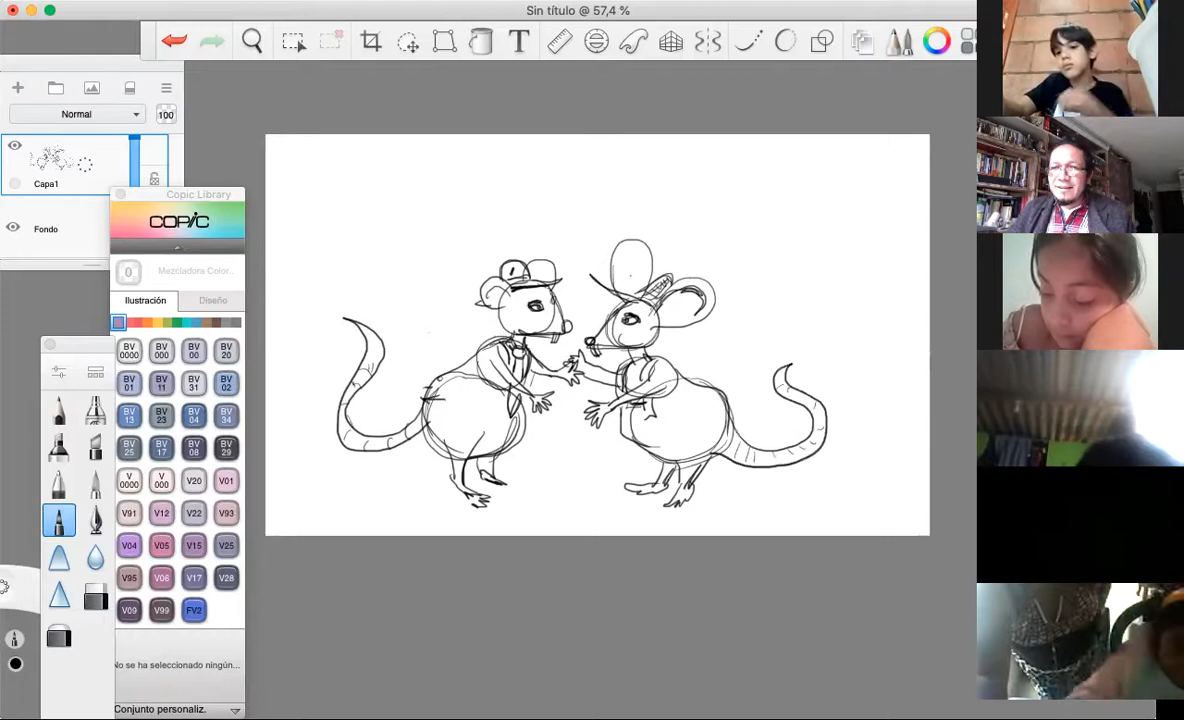 Sin título @ 57,4 %
T
Normal
100
Capa1
Fondo
Copic Library
COPIC
0
Mezcladora Color..
Ilustración
Diseño
BV 0000
BV 000
BV 00
BV 20
BV 01
BV 11
BV 31
BV 02
BV 13
BV 23
BV 04
BV 34
BV 25
BV 17
BV 08
BV 29
V 0000
V 000
V20
V01
V91
V12
V22
V93
V04
V05
V15
V25
V95
V06
V17
V28
V09
V99
FV2
No se ha seleccionado ningún...
Conjunto personaliz.